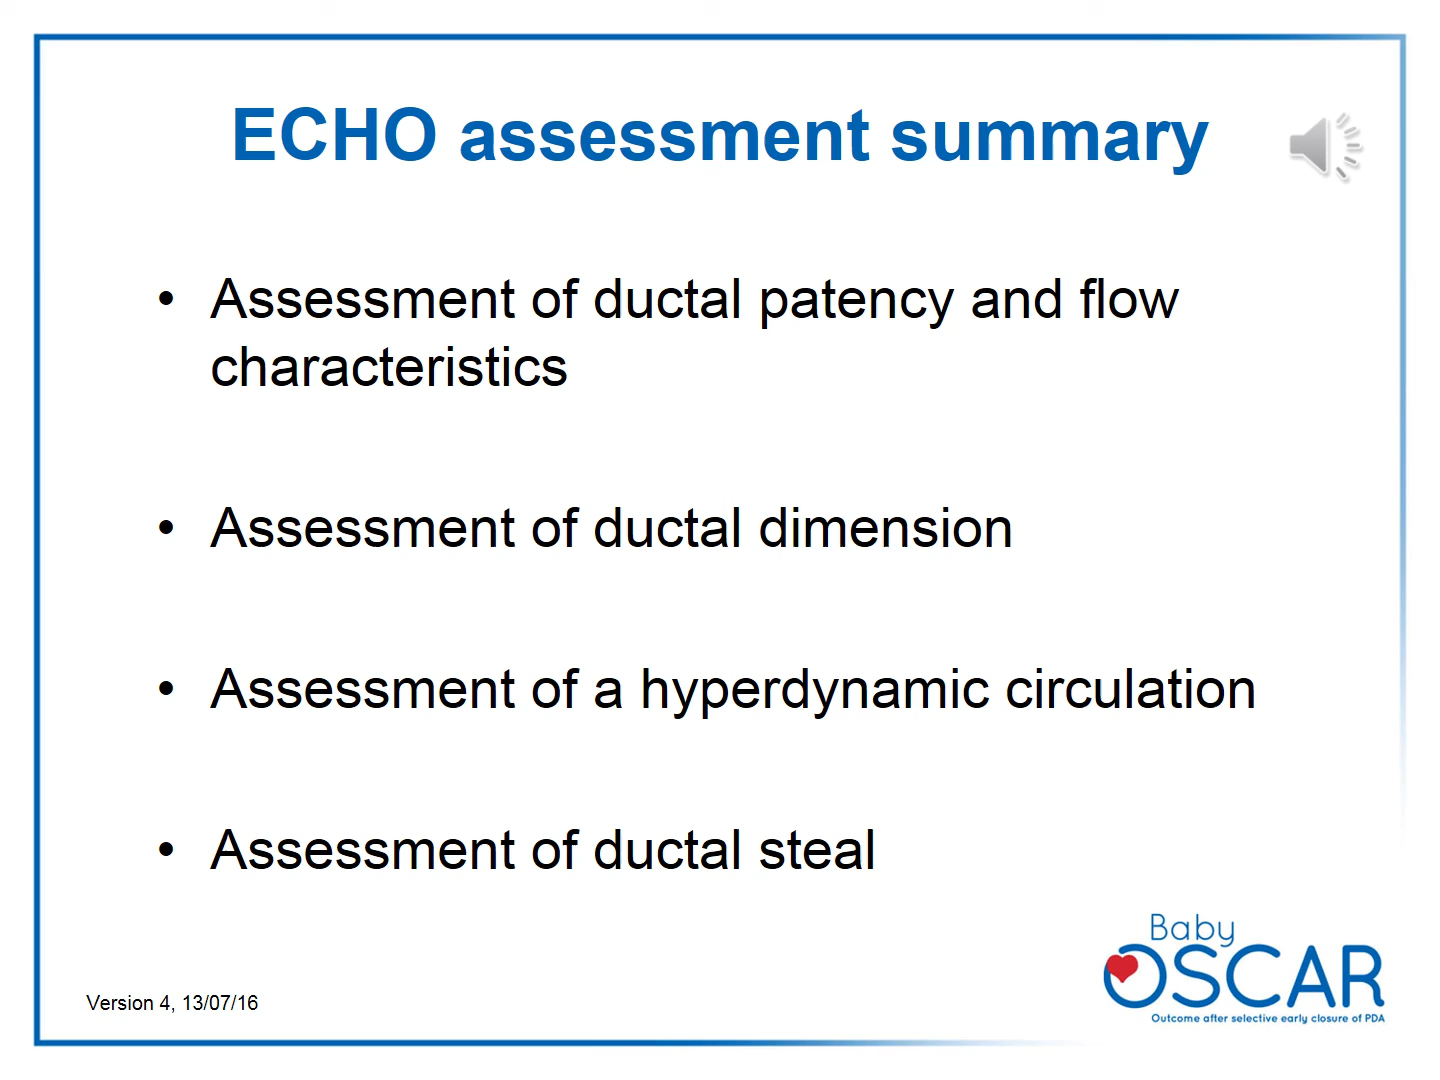 ECHO assessment summary
• Assessment of ductal patency and flow
characteristics
• Assessment of ductal dimension
• Assessment of a hyperdynamic circulation
• Assessment of ductal steal
Baby
OSCAR
Outcome after selective early closure of PDA
Version 4, 13/07/16